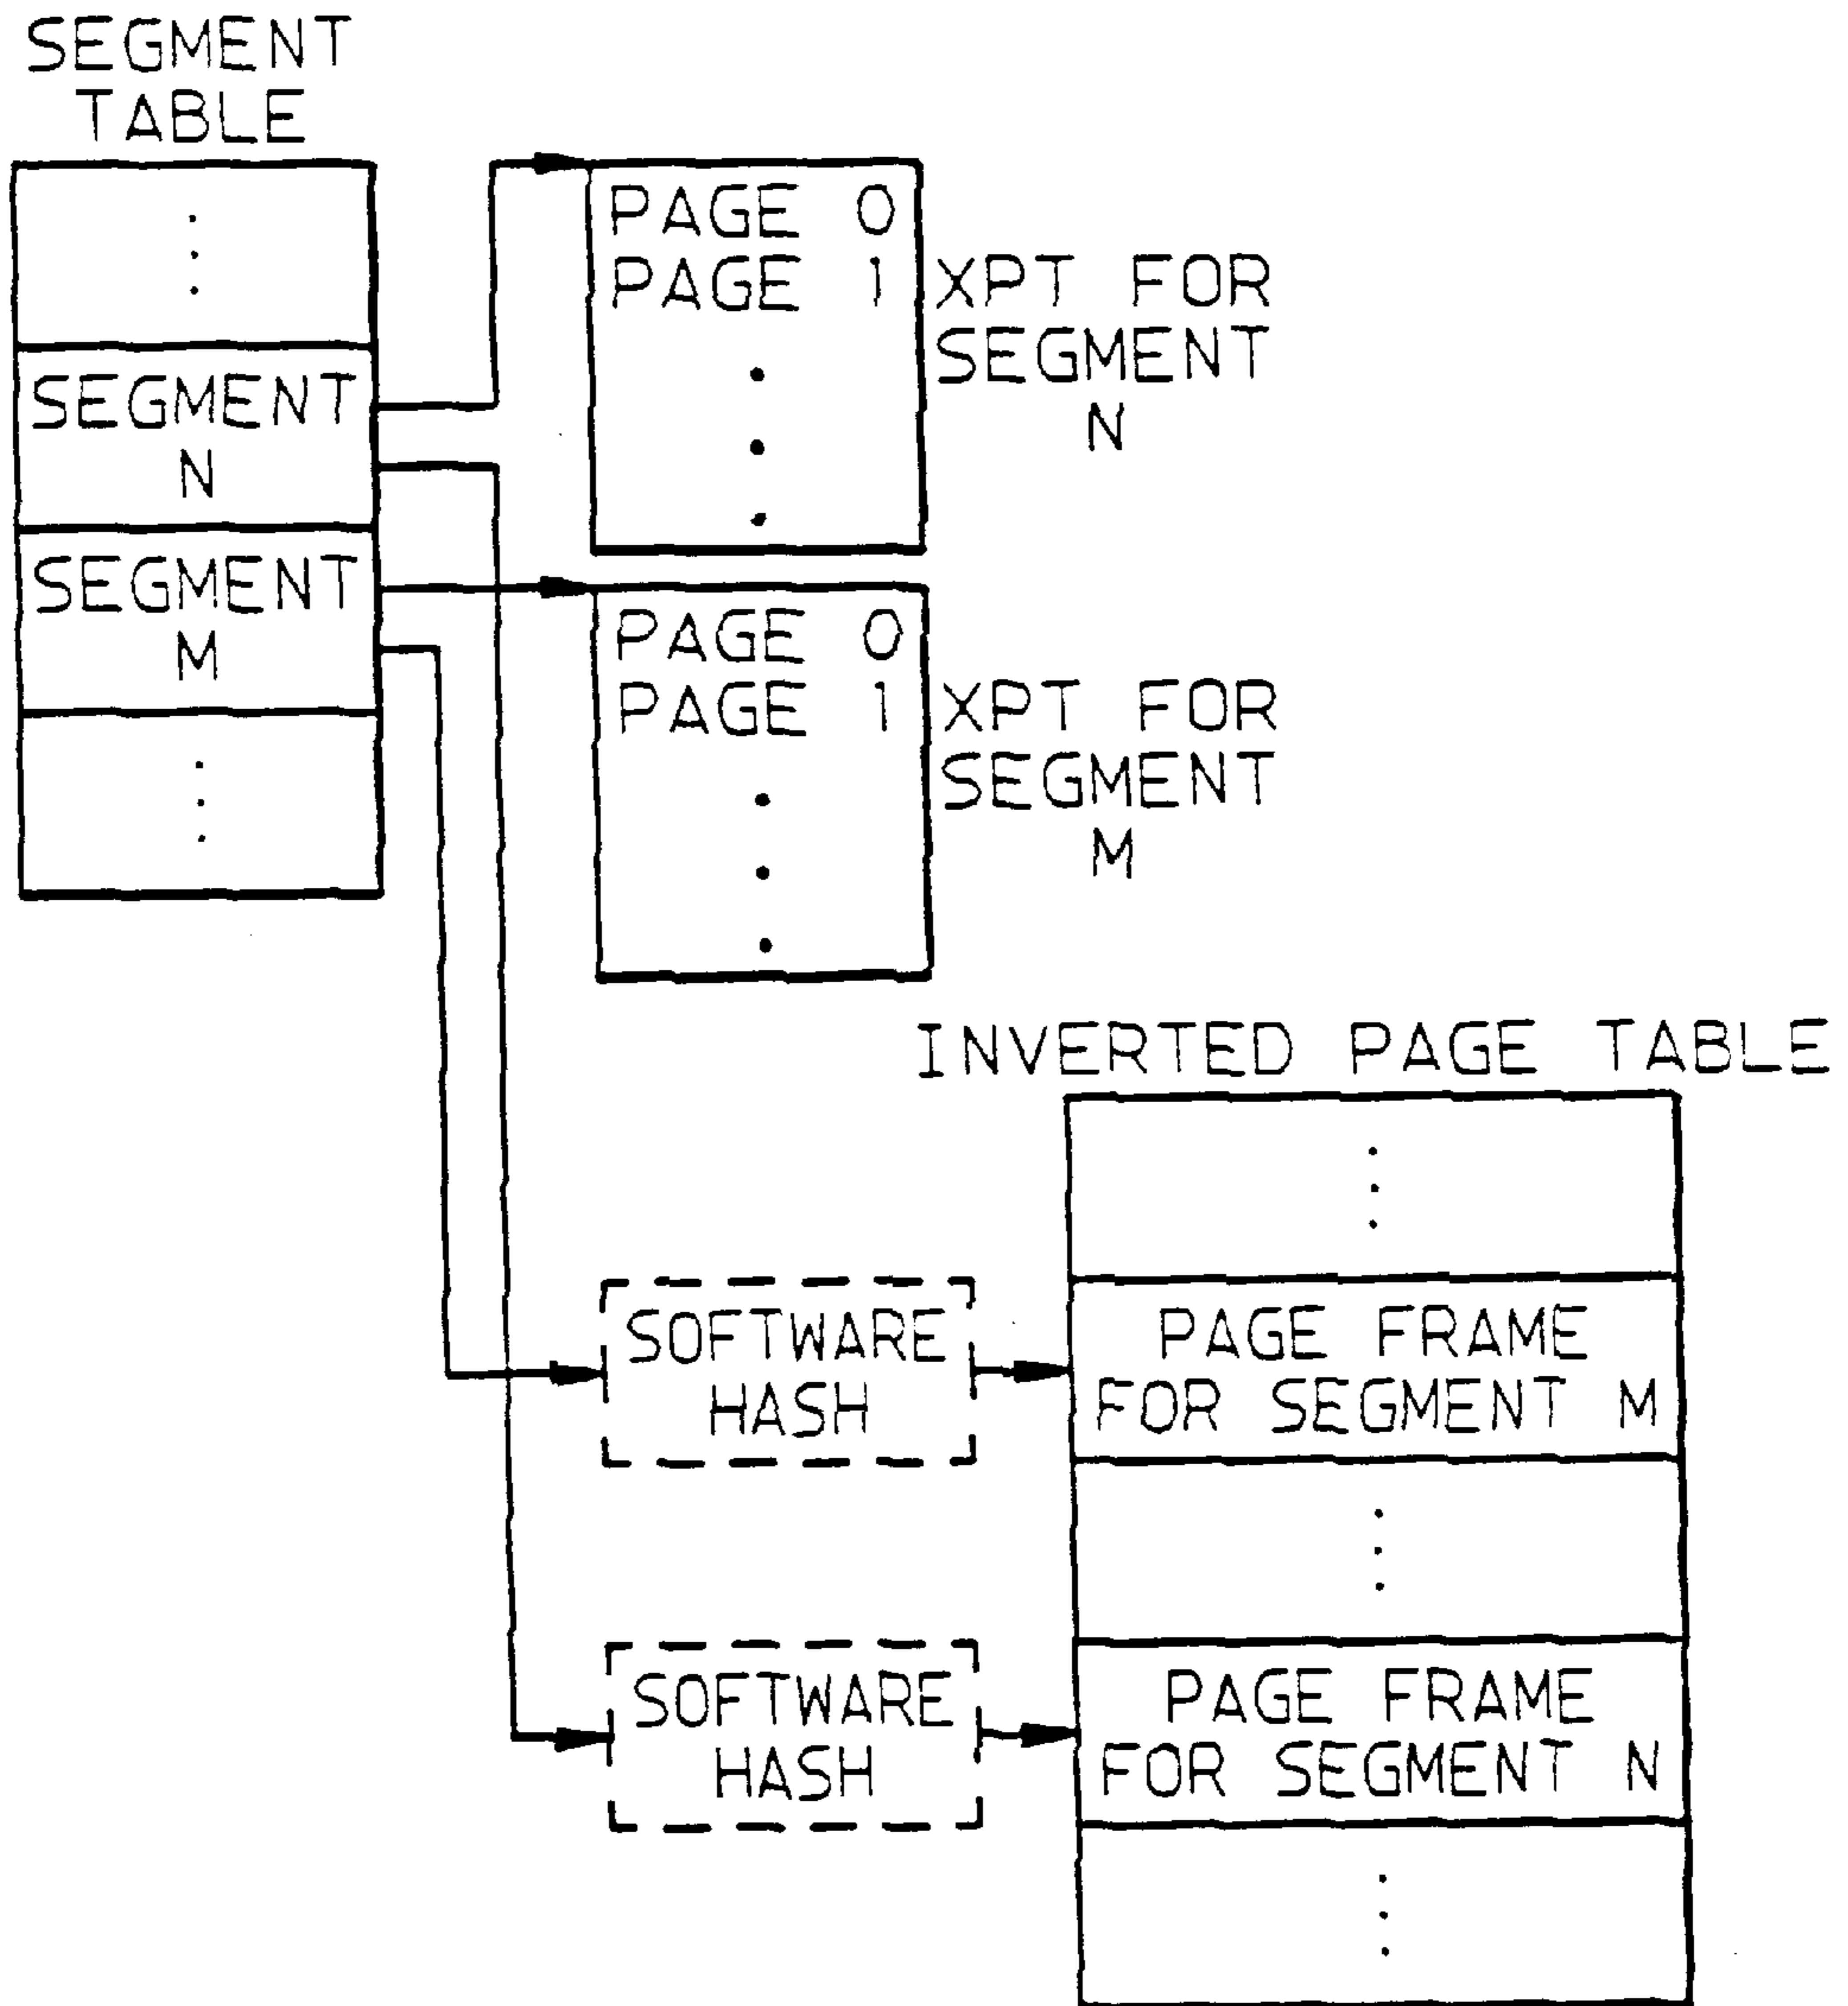 SEGMENT
TABLE
SEGMENT
N
SEGMENT
M
PAGE 0
PAGE 1
XPT FOR
SEGMENT
N
PAGE 0
PAGE 1
XPT FOR
SEGMENT
M
INVERTED PAGE TABLE
SOFTWARE
HASH
PAGE FRAME
FOR SEGMENT M
SOFTWARE
HASH
PAGE FRAME
FOR SEGMENT N